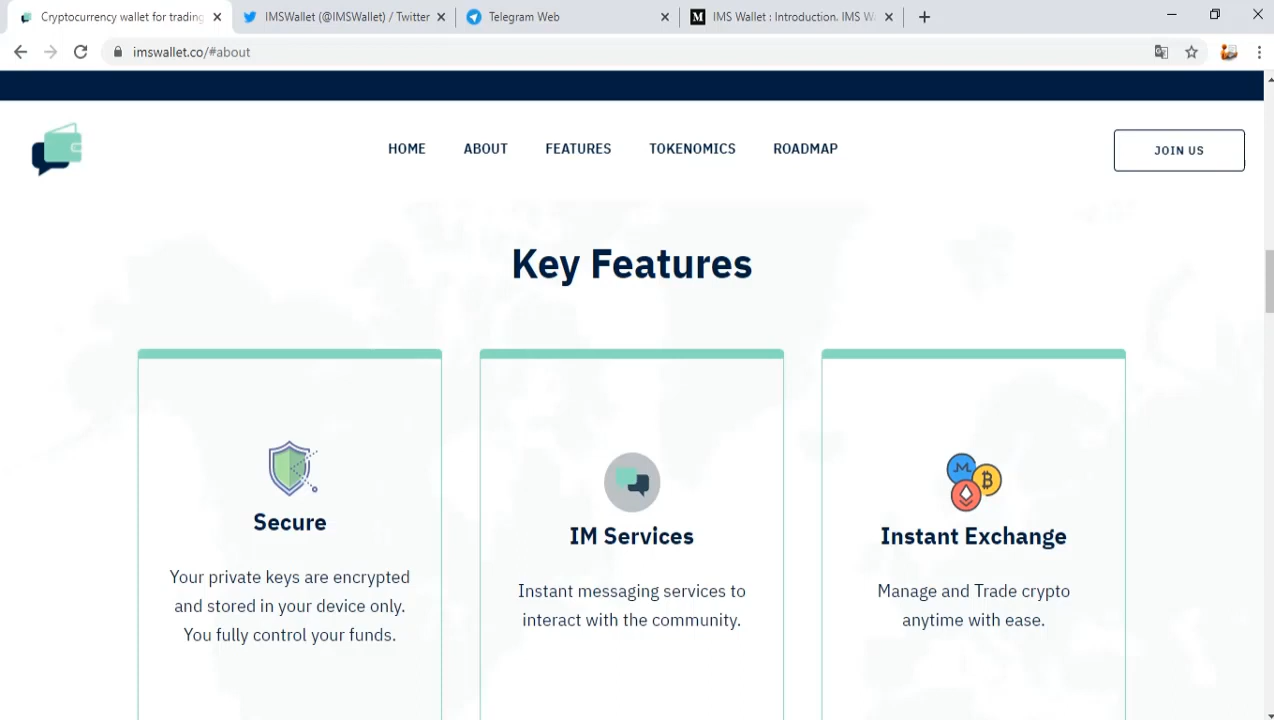 Cryptocurrency wallet for trading
IMSWallet (@IMSWallet) / Twitter
Telegram Web
M IMS Wallet : Introduction. IMS W
imswallet.co/#about
HOME ABOUT FEATURES TOKENOMICS ROADMAP
JOIN US
Key Features
Secure
Your private keys are encrypted
and stored in your device only.
You fully control your funds.
IM Services
Instant messaging services to
interact with the community.
Instant Exchange
Manage and Trade crypto
anytime with ease.